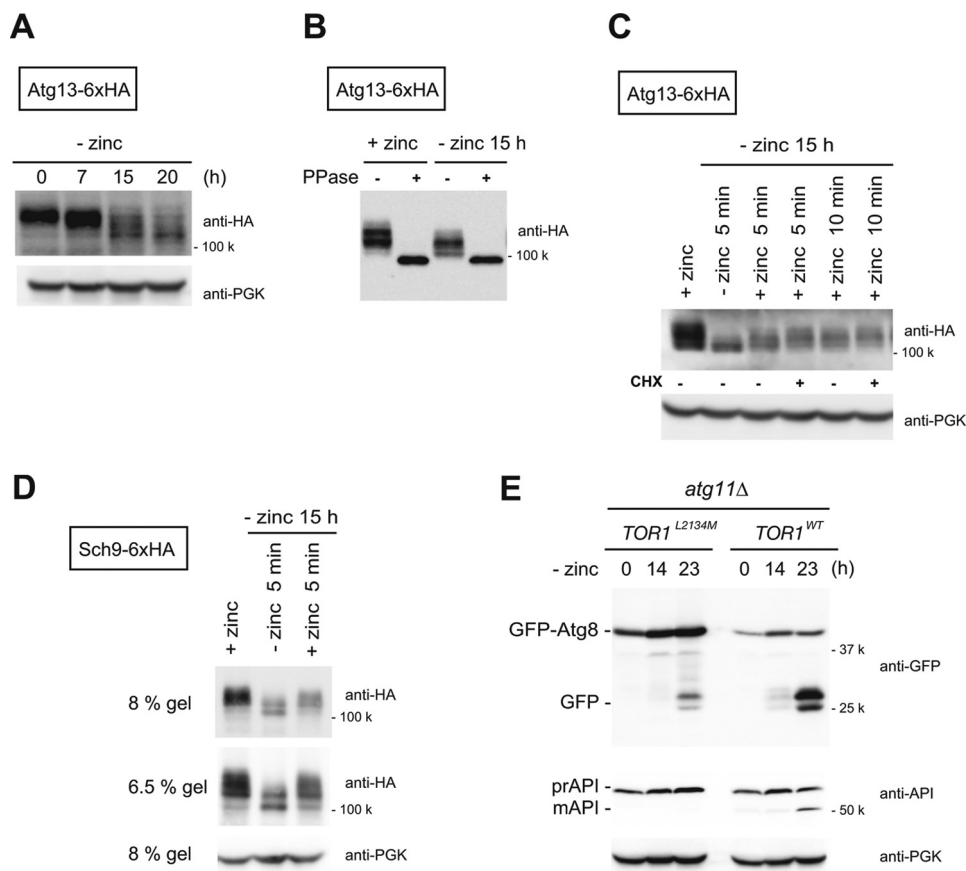 A
Atg13-6xHA
- zinc
0 7 15 20 (h)
anti-HA
- 100 k
anti-PGK
B
Atg13-6xHA
+ zinc - zinc 15 h
PPase - + - +
anti-HA
- 100 k
C
Atg13-6xHA
- zinc 15 h
+ zinc
- zinc 5 min
+ zinc 5 min
+ zinc 5 min
+ zinc 10 min
+ zinc 10 min
anti-HA
- 100 k
CHX - - - + - +
anti-PGK
D
Sch9-6xHA
- zinc 15 h
+ zinc
- zinc 5 min
+ zinc 5 min
8 % gel anti-HA
- 100 k
6.5 % gel anti-HA
- 100 k
8 % gel anti-PGK
E
atg11Δ
TOR1 L2134M TOR1 WT
- zinc 0 14 23 0 14 23 (h)
GFP-Atg8 -
- 37 k
anti-GFP
GFP -
- 25 k
prAPI -
anti-API
mAPI -
- 50 k
anti-PGK